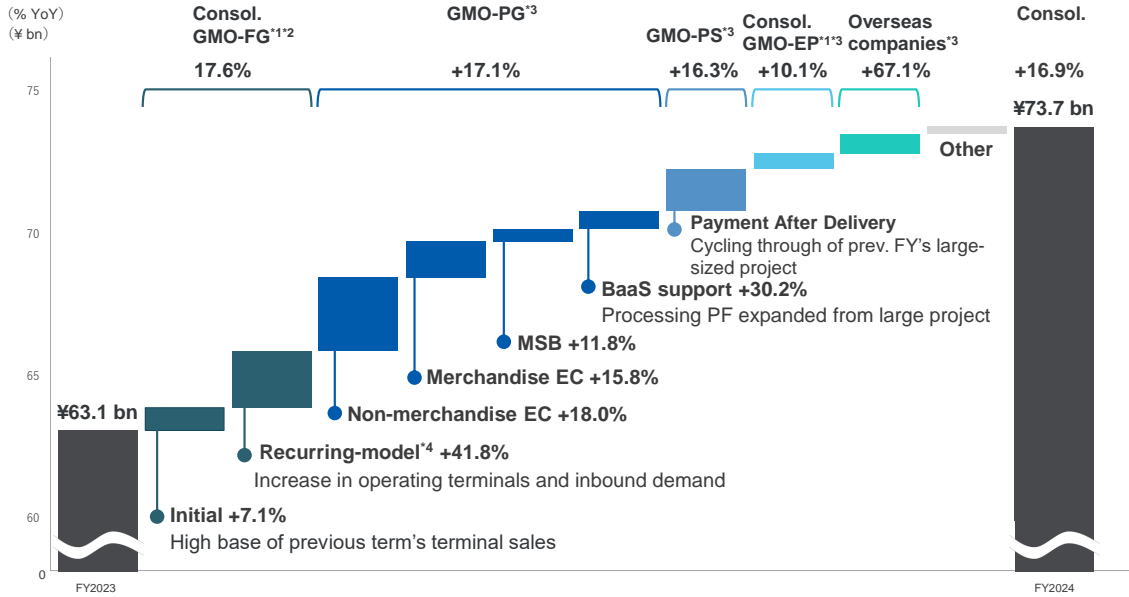 (% YoY)
(¥ bn)
Consol.
GMO-FG*1*2
GMO-PG*3
GMO-PS*3
Consol.
GMO-EP*1*3
Overseas
companies*3
Consol.
17.6%
+17.1%
+16.3%
+10.1%
+67.1%
+16.9%
75
¥73.7 bn
Other
70
Payment After Delivery
Cycling through of prev. FY's large-
sized project
BaaS support +30.2%
Processing PF expanded from large project
MSB +11.8%
65
Merchandise EC +15.8%
¥63.1 bn
Non-merchandise EC +18.0%
Recurring-model*4 +41.8%
Increase in operating terminals and inbound demand
60
Initial +7.1%
High base of previous term's terminal sales
0
FY2023
FY2024